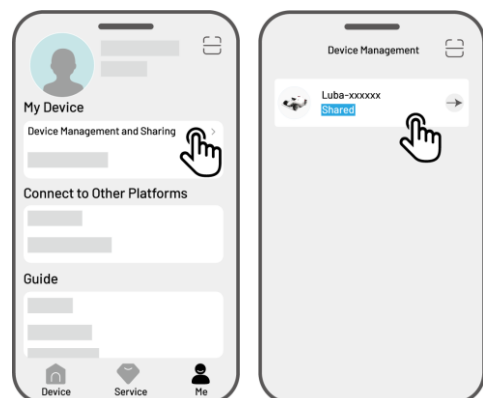 My Device
Device Management and Sharing
Connect to Other Platforms
Guide
Device Service Me
Device Management
Luba-xxxxxx
Shared